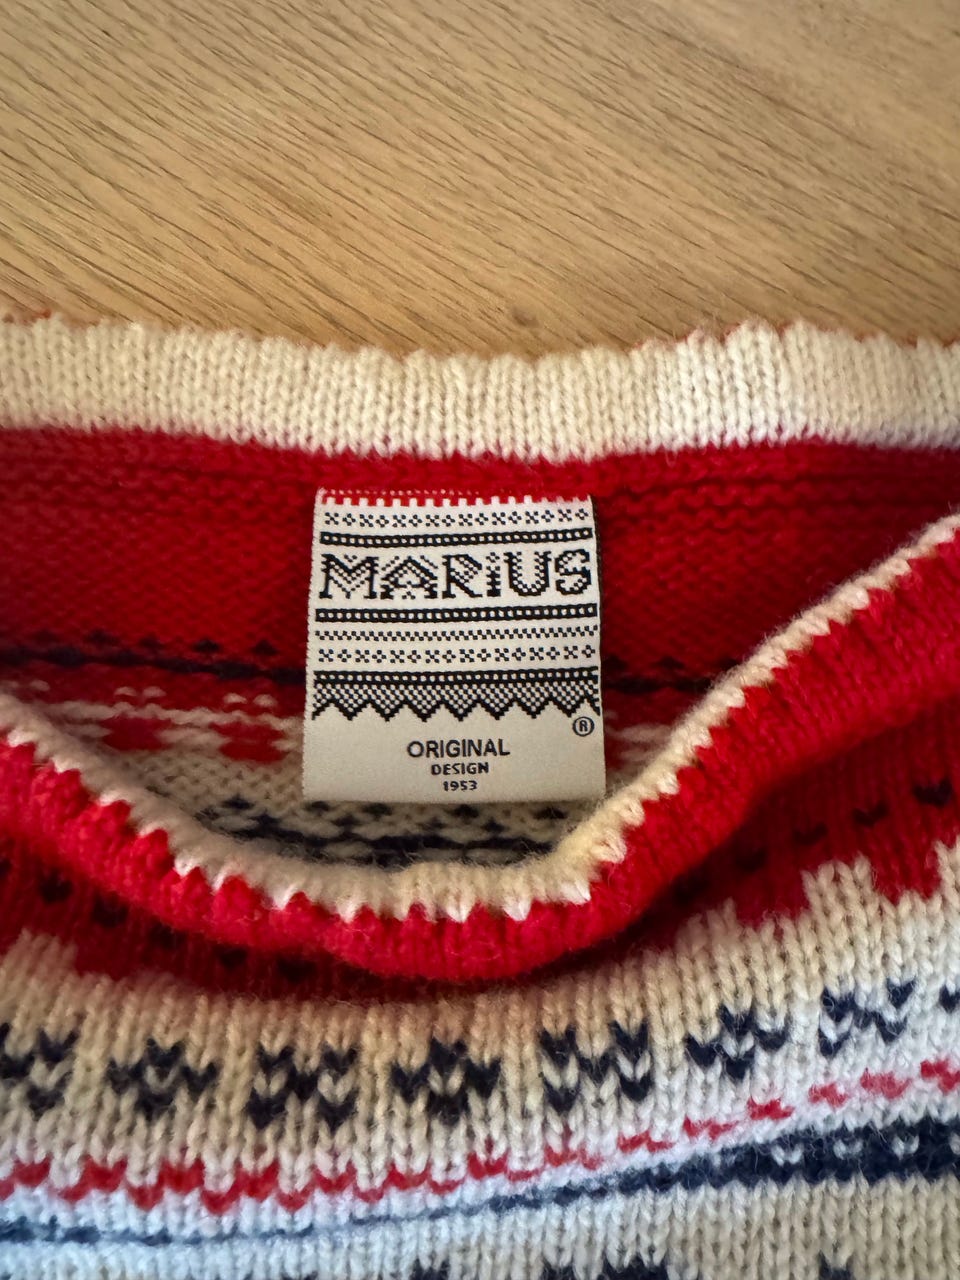 MARiUS
®
ORIGINAL
DESIGN
1953